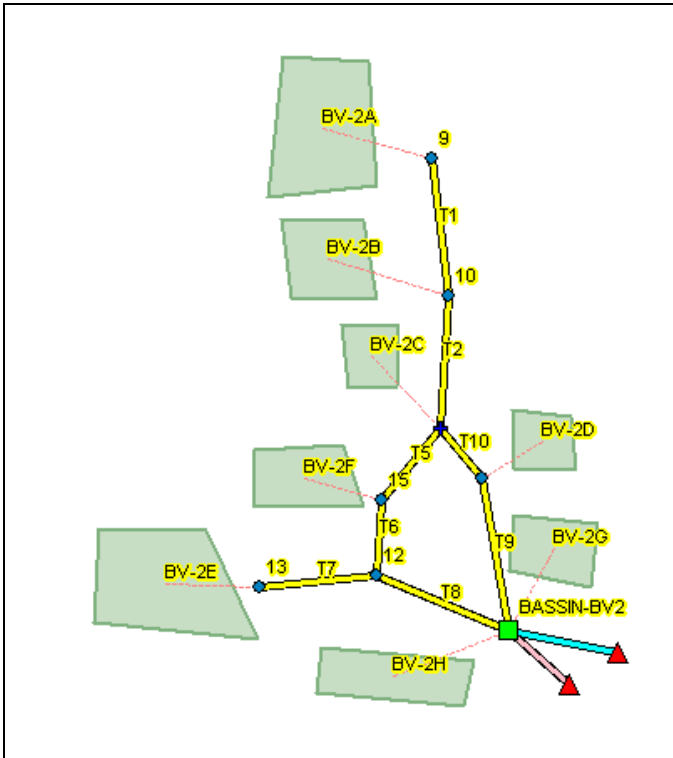 BV-2A
9
T1
BV-2B
10
BV-2C
T2
T10
BV-2D
T5
BV-2F
15
T6
T9
BV-2G
12
13
T7
BV-2E
T8
BASSIN-BV2
BV-2H